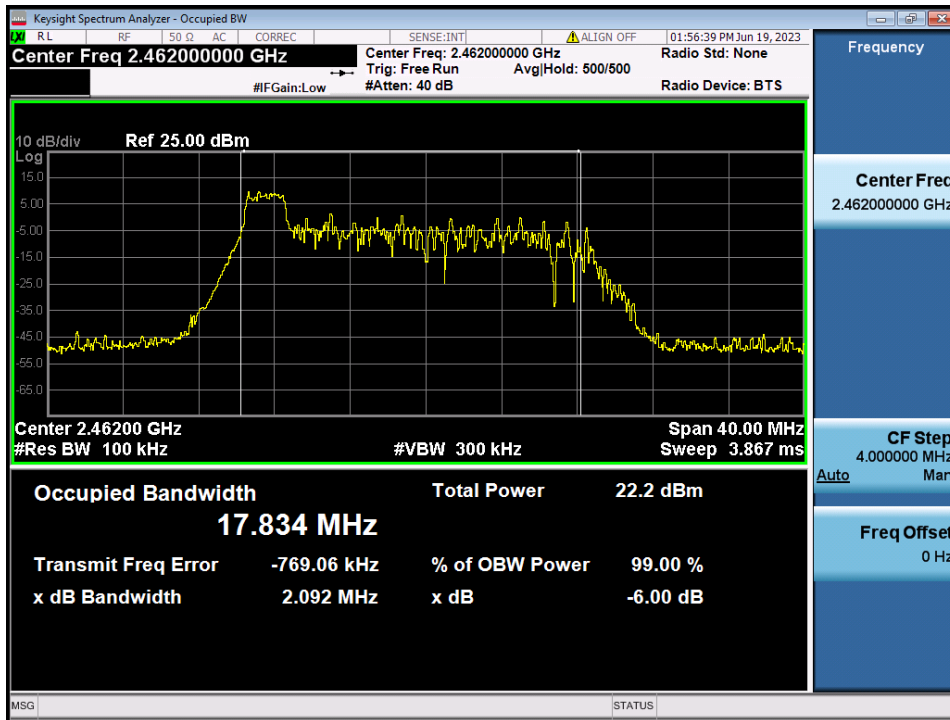 Keysight Spectrum Analyzer - Occupied BW
LXI RL RF 50 Ω AC CORREC SENSE:INT ALIGN OFF 01:56:39 PM Jun 19, 2023
Center Freq 2.462000000 GHz
Center Freq: 2.462000000 GHz Radio Std: None
Trig: Free Run Avg|Hold: 500/500
#IFGain:Low #Atten: 40 dB Radio Device: BTS
10 dB/div Ref 25.00 dBm
Log
15.0
5.00
-5.00
-15.0
-25.0
-35.0
-45.0
-55.0
-65.0
Center 2.46200 GHz Span 40.00 MHz
#Res BW 100 kHz #VBW 300 kHz Sweep 3.867 ms
Occupied Bandwidth Total Power 22.2 dBm
17.834 MHz
Transmit Freq Error -769.06 kHz % of OBW Power 99.00 %
x dB Bandwidth 2.092 MHz x dB -6.00 dB
Frequency
Center Freq
2.462000000 GHz
CF Step
4.000000 MHz
Auto Man
Freq Offset
0 Hz
MSG STATUS